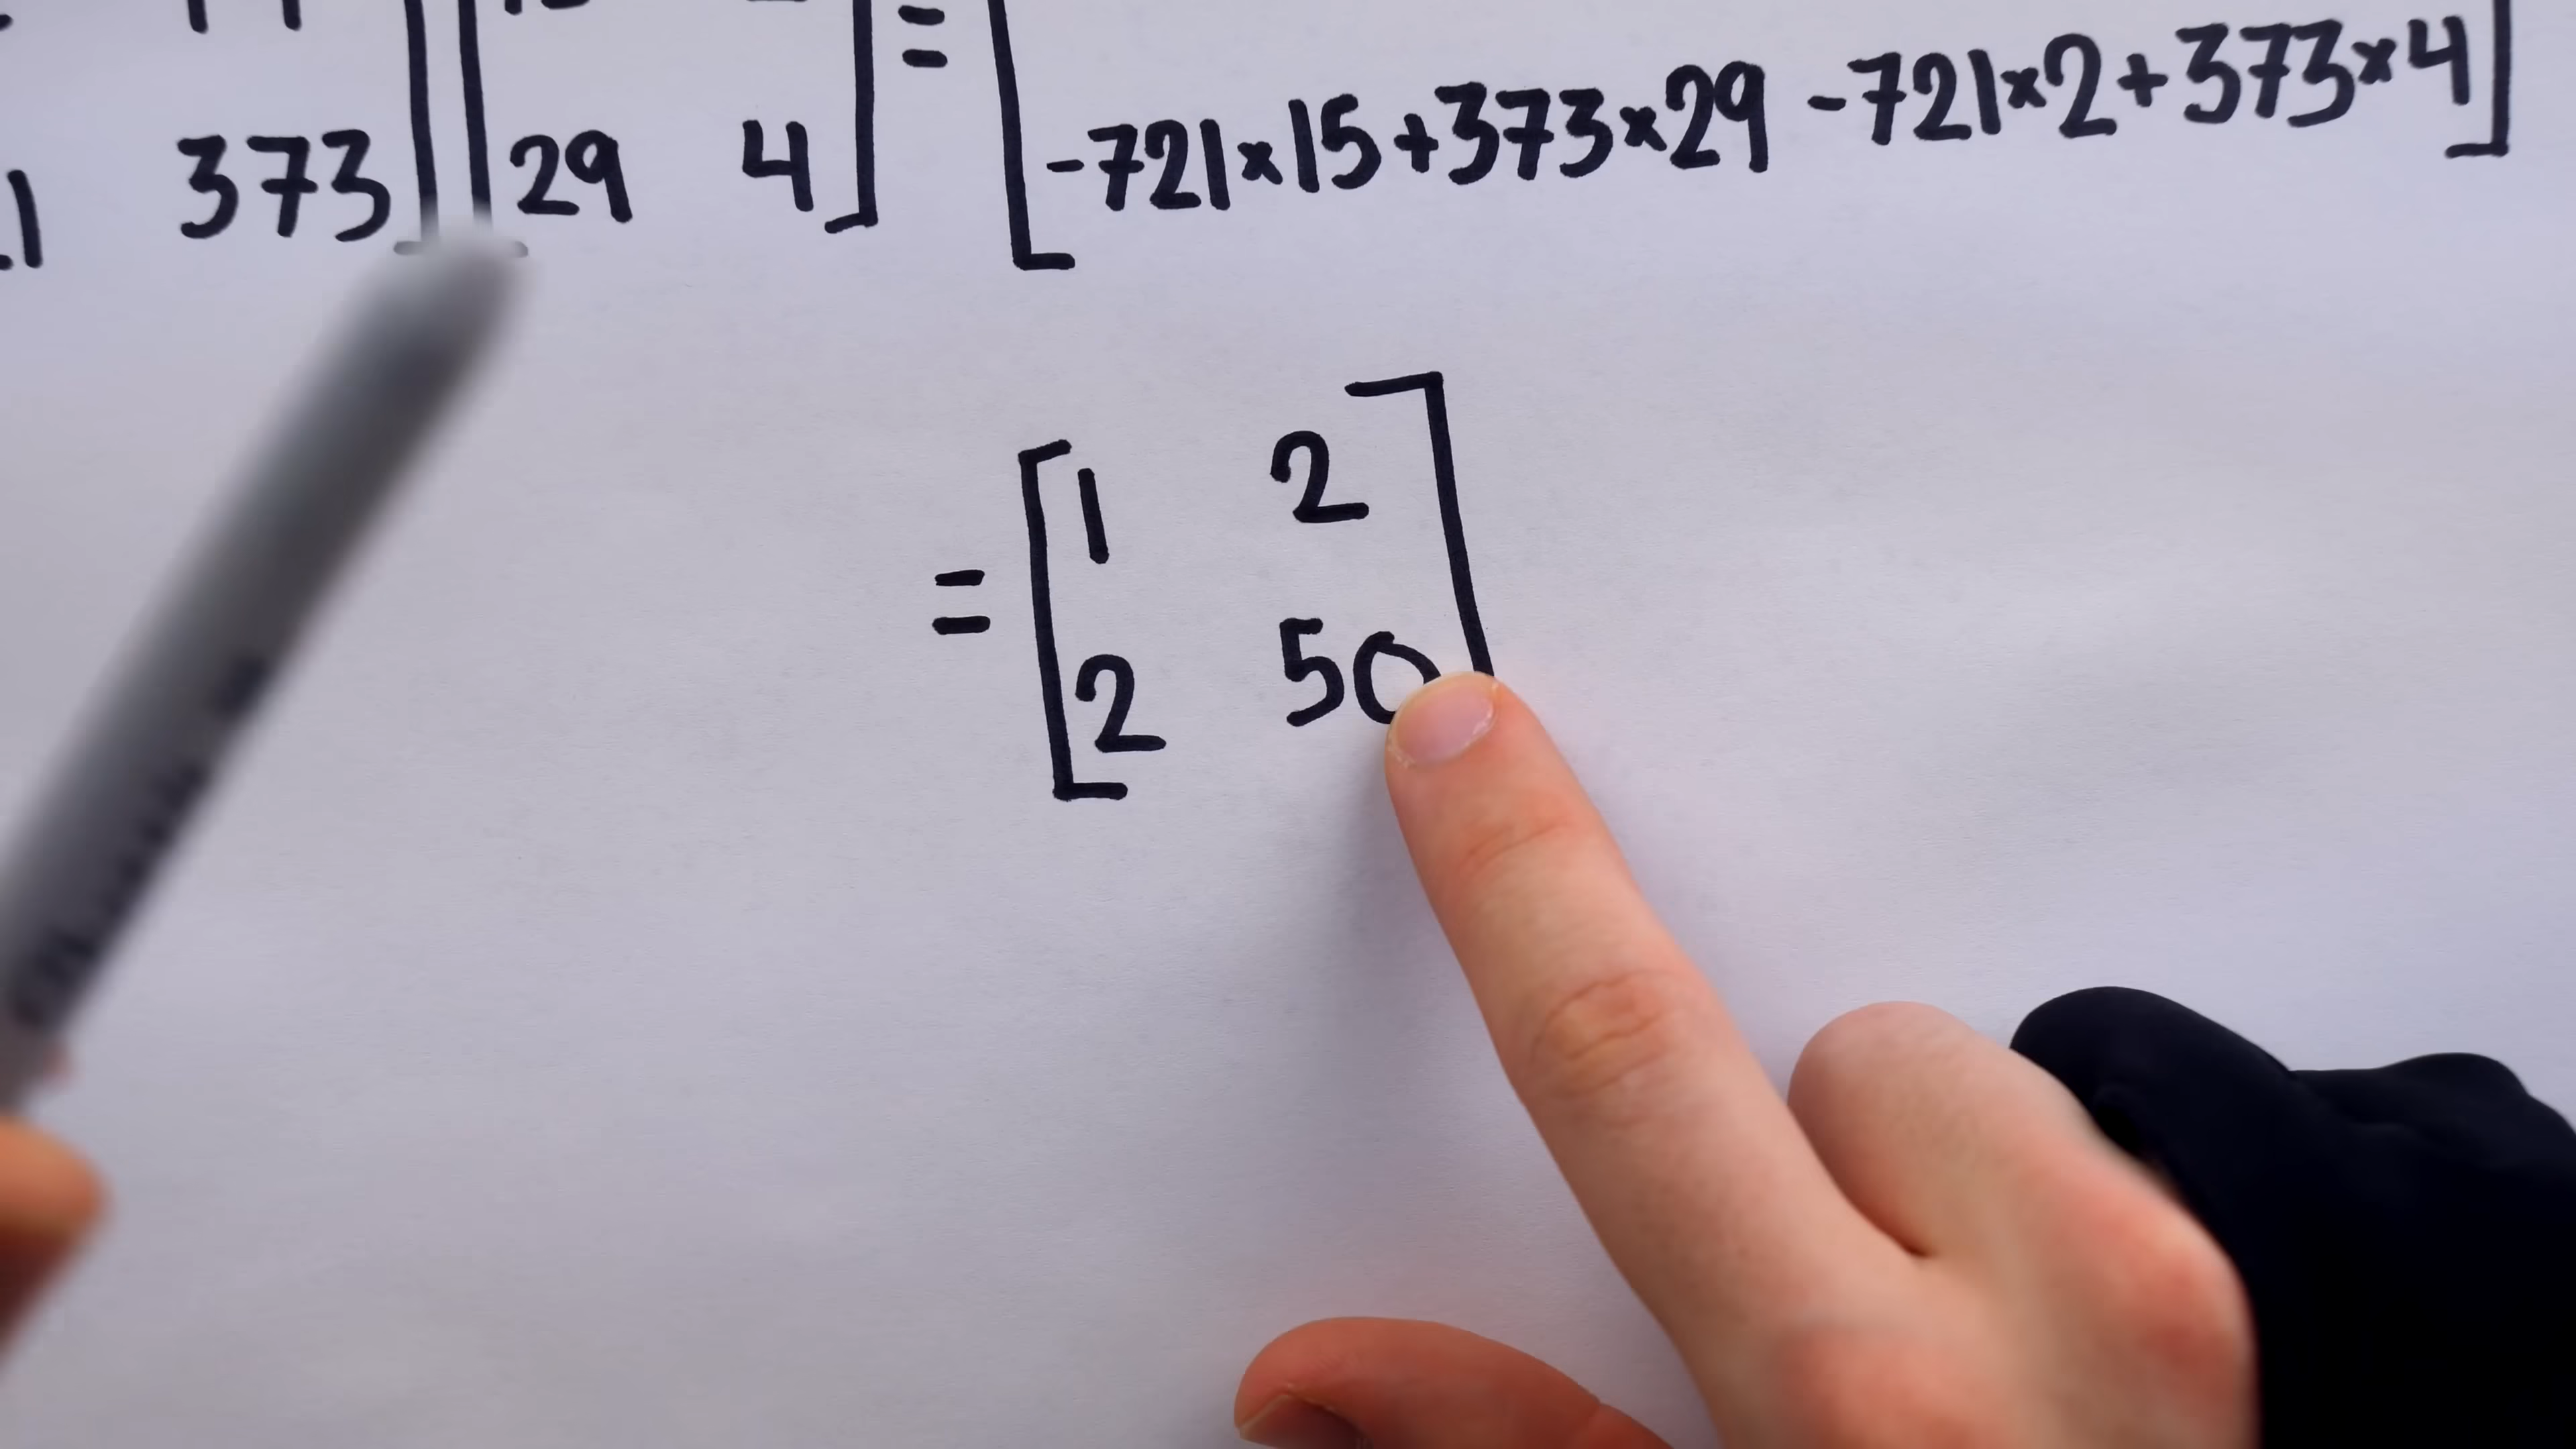 =
373 29 4 -721×15+373×29 -721×2+373×4
= 1 2
2 50